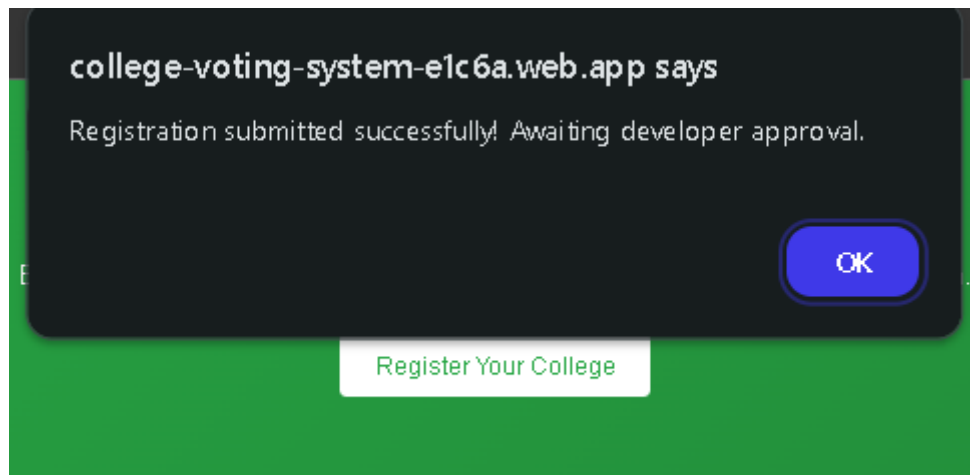 college-voting-system-e1c6a.web.app says
Registration submitted successfully! Awaiting developer approval.
OK
Register Your College